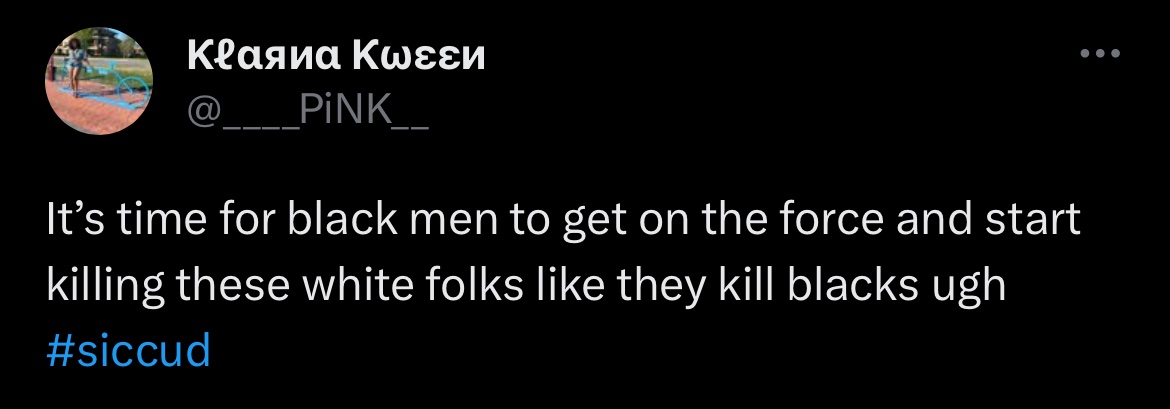 Kℓαяиα Kωεεи
@____PiNK__
It’s time for black men to get on the force and start
killing these white folks like they kill blacks ugh
#siccud